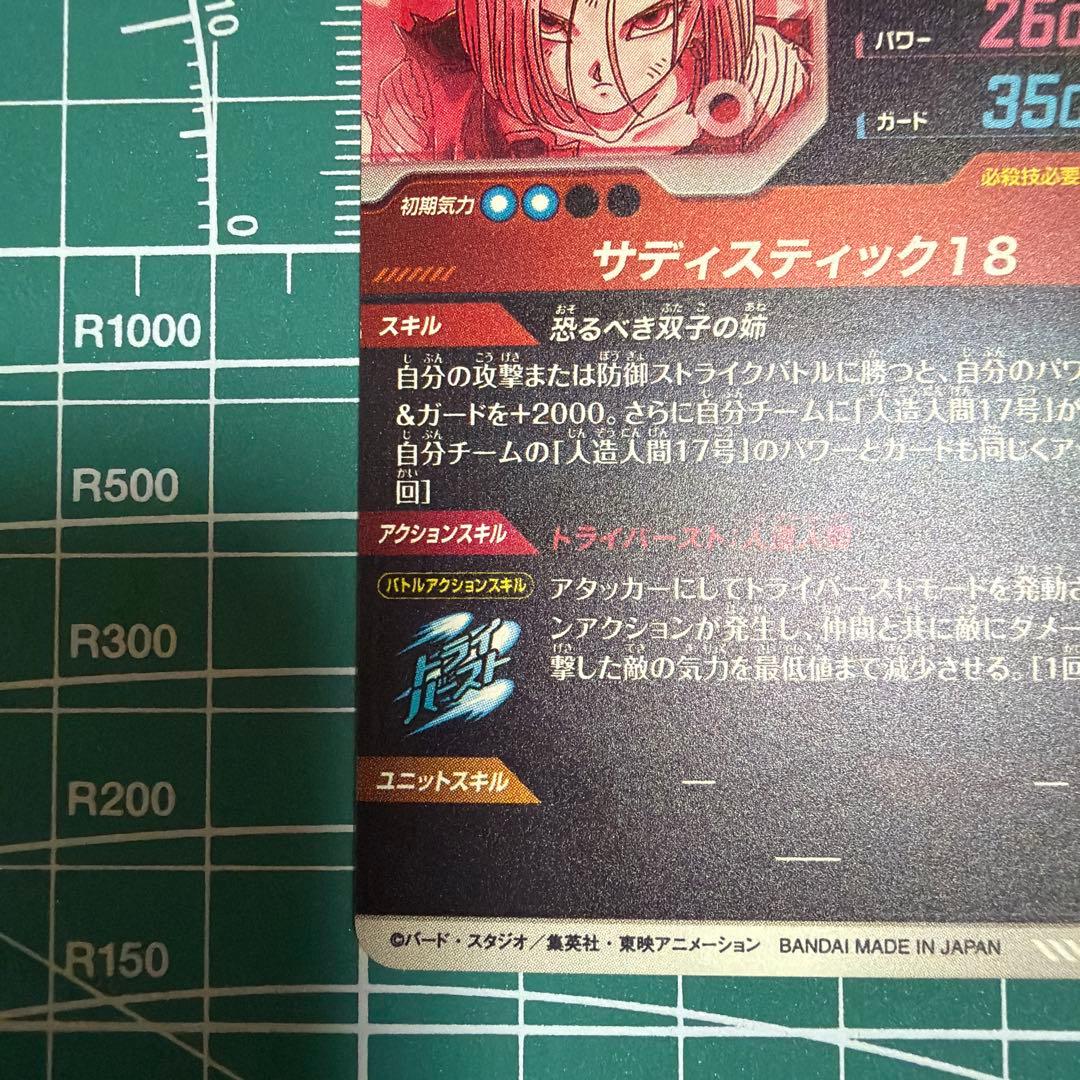 10
0
R1000
R500
R300
R200
R150
パワー 260
ガード 350
必殺技必要
初期気力
サディスティック18
スキル
恐るべき双子の姉
自分の攻撃または防御ストライクバトルに勝つと、自分のパワ
&ガードを+2000。さらに自分チームに「人造人間17号」が
自分チームの「人造人間17号」のパワーとガードも同じくア
回]
アクションスキル
トライバースト:人造人間
バトルアクションスキル
アタッカーにしてトライバーストモードを発動さ
ンアクションが発生し、仲間と共に敵にダメー
撃した敵の気力を最低値まで減少させる。[1回
トライ
バースト
ユニットスキル
©バード・スタジオ/集英社・東映アニメーション BANDAI MADE IN JAPAN